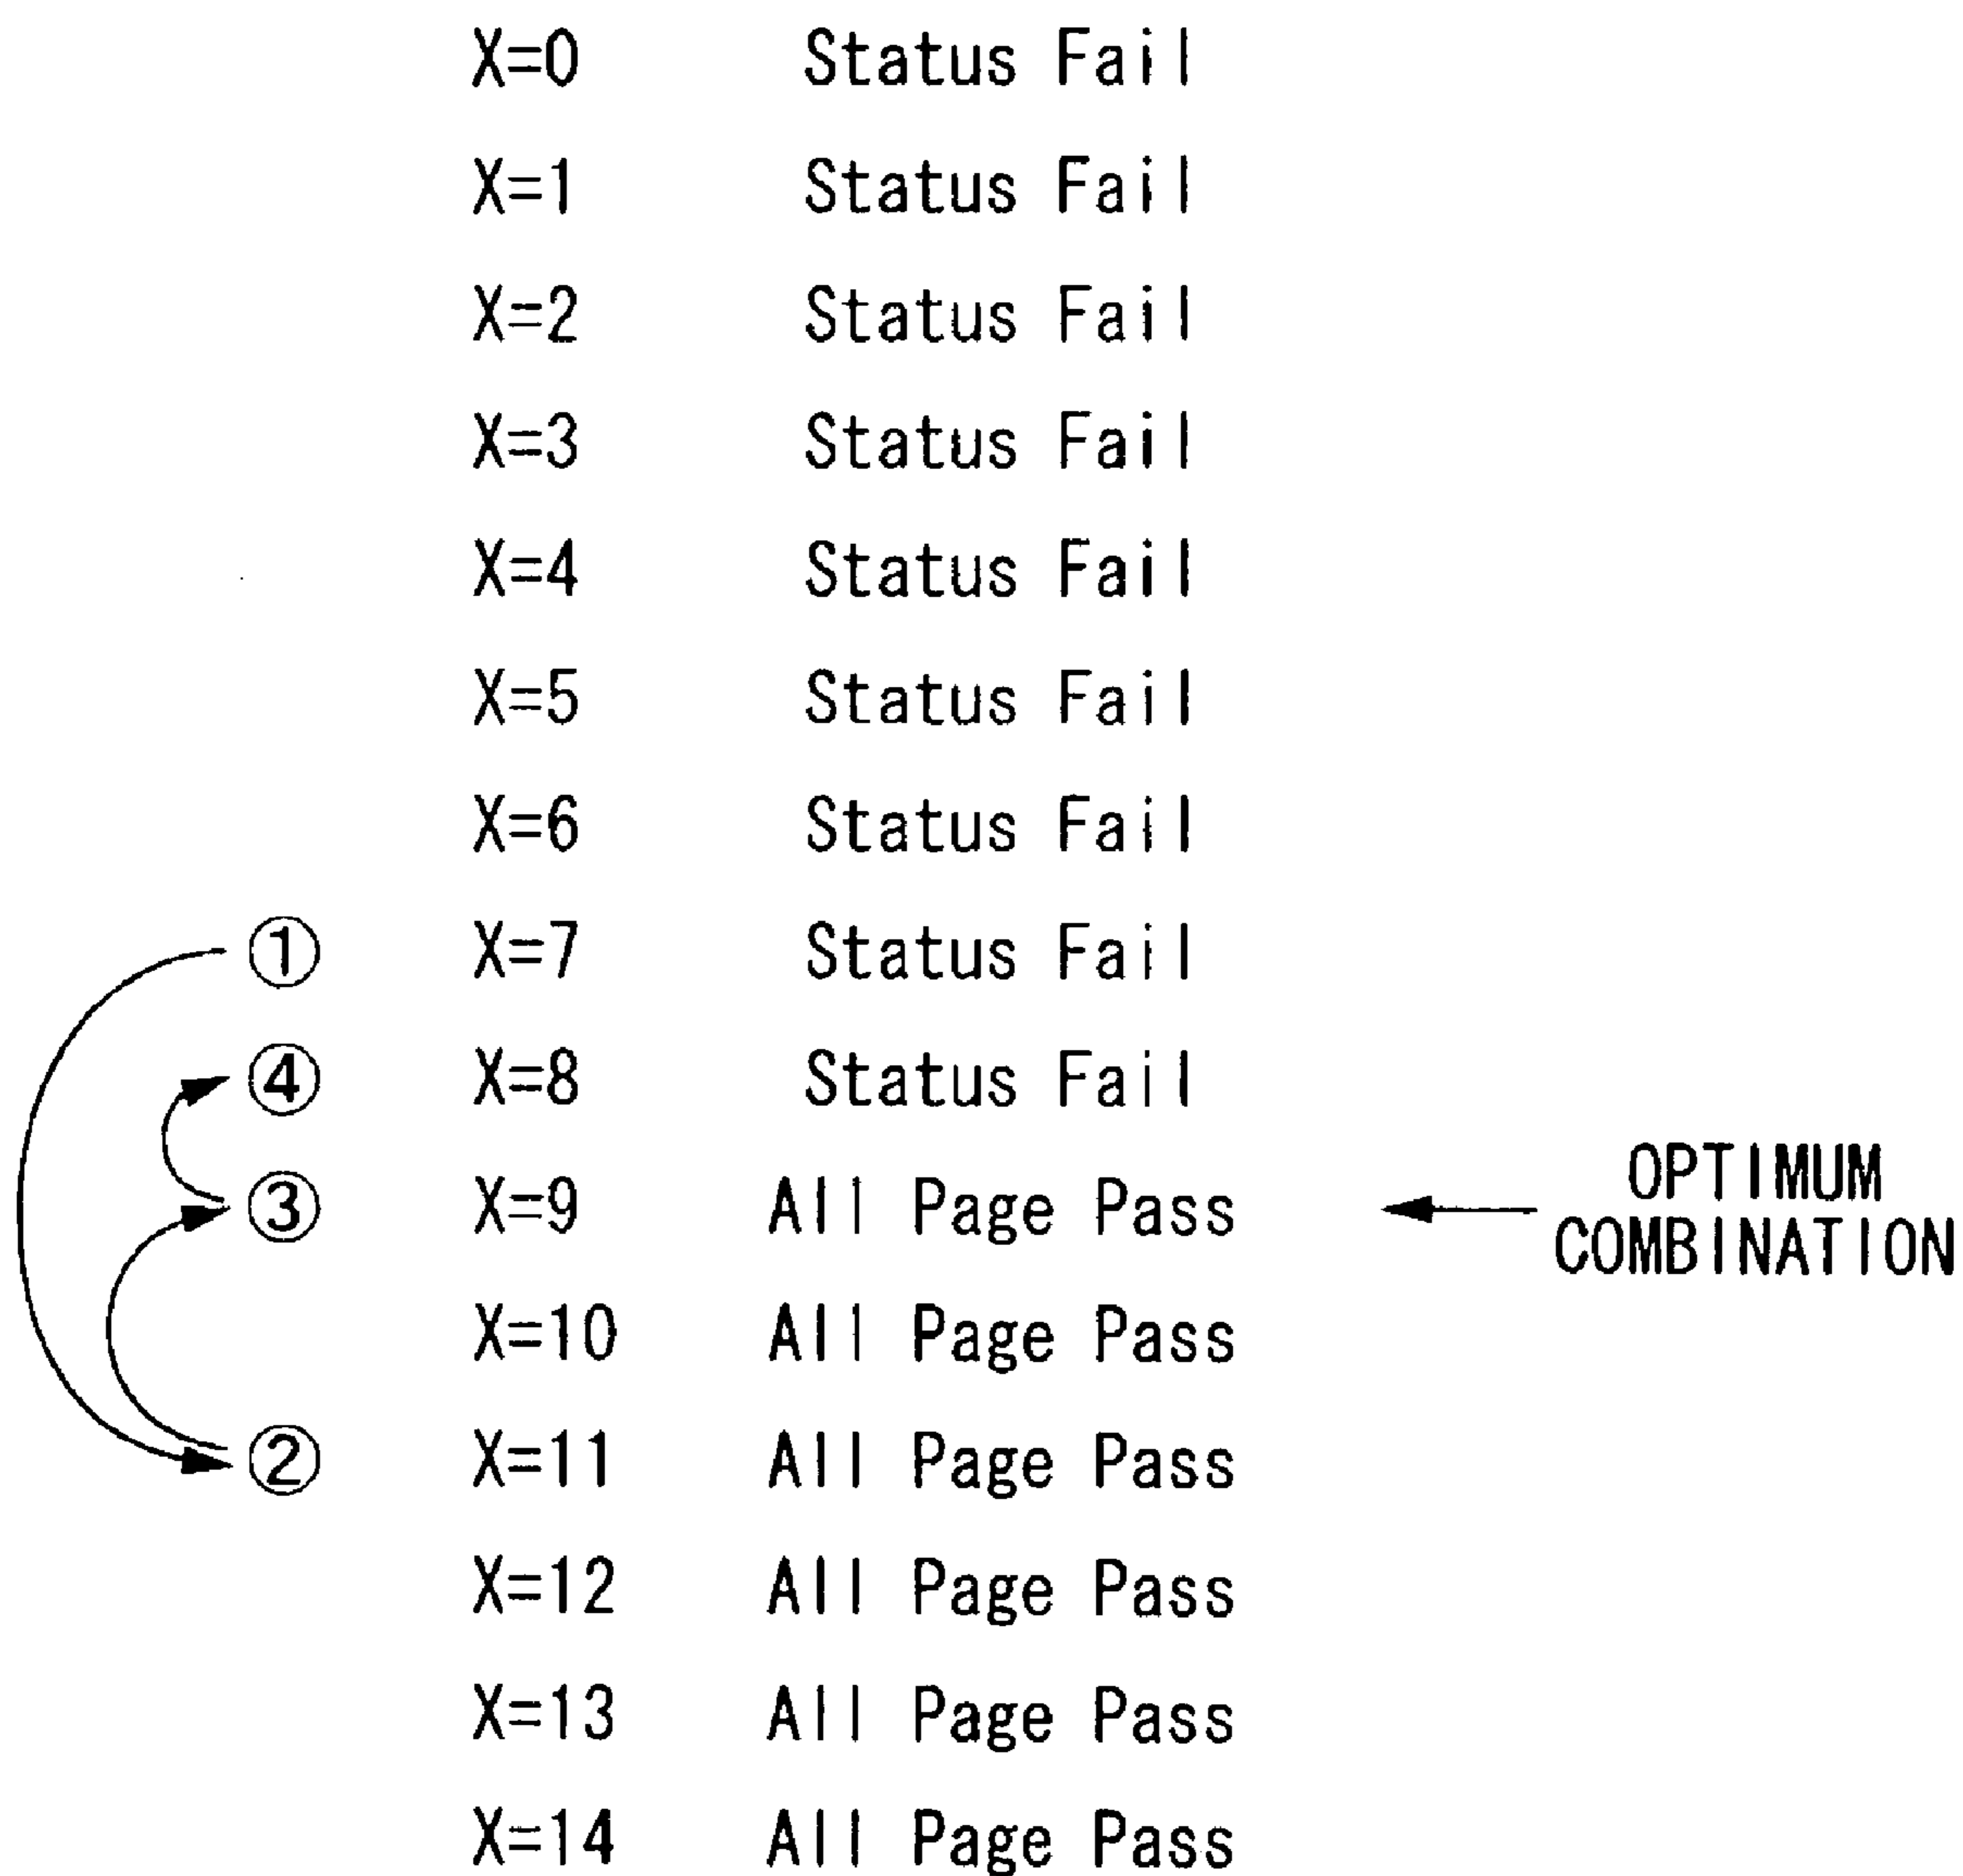 X=0 Status Fail
X=1 Status Fail
X=2 Status Fail
X=3 Status Fail
X=4 Status Fail
X=5 Status Fail
X=6 Status Fail
① X=7 Status Fail
④ X=8 Status Fail
③ X=9 All Page Pass OPTIMUM COMBINATION
X=10 All Page Pass
② X=11 All Page Pass
X=12 All Page Pass
X=13 All Page Pass
X=14 All Page Pass